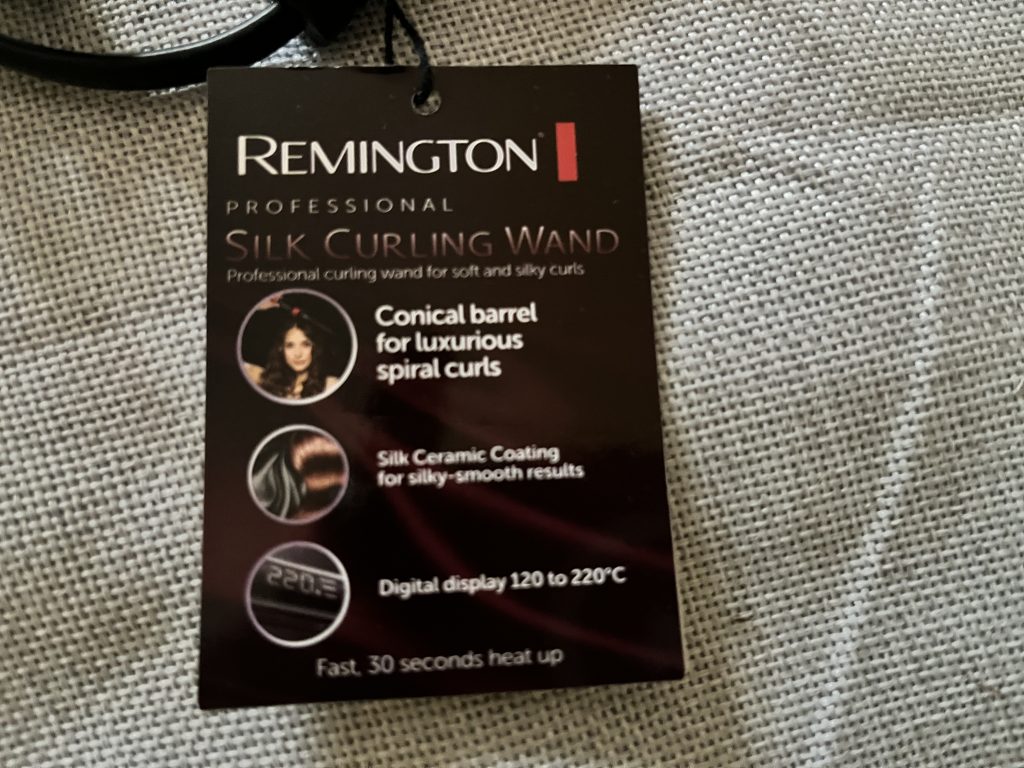 REMINGTON
PROFESSIONAL
SILK CURLING WAND
Professional curling wand for soft and silky curls
Conical barrel
for luxurious
spiral curls
Silk Ceramic Coating
for silky-smooth results
220
Digital display 120 to 220°C
Fast, 30 seconds heat up